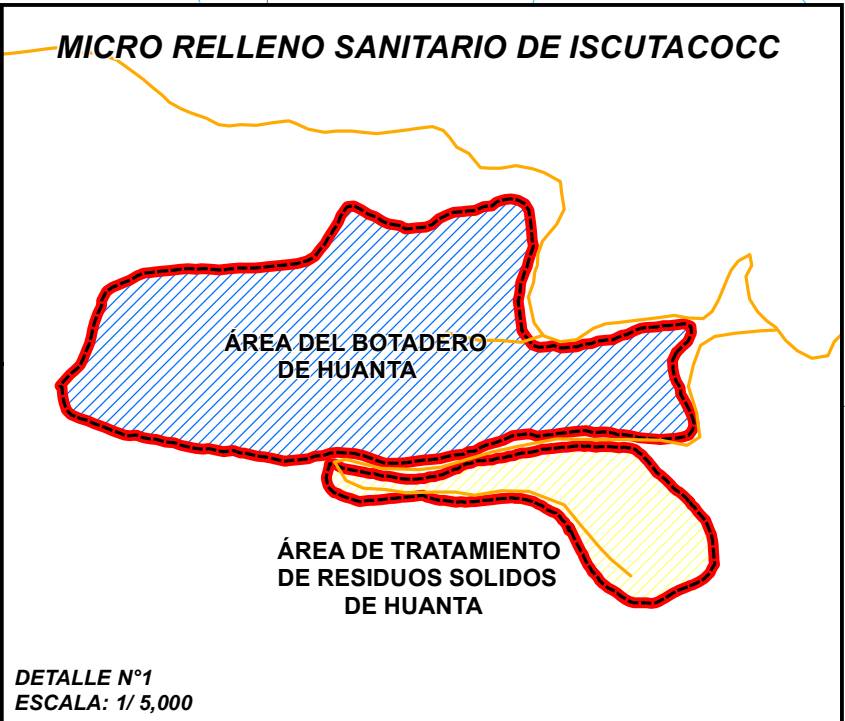 MICRO RELLENO SANITARIO DE ISCUTACOCC
ÁREA DEL BOTADERO
DE HUANTA
ÁREA DE TRATAMIENTO
DE RESIDUOS SOLIDOS
DE HUANTA
DETALLE N°1
ESCALA: 1/ 5,000